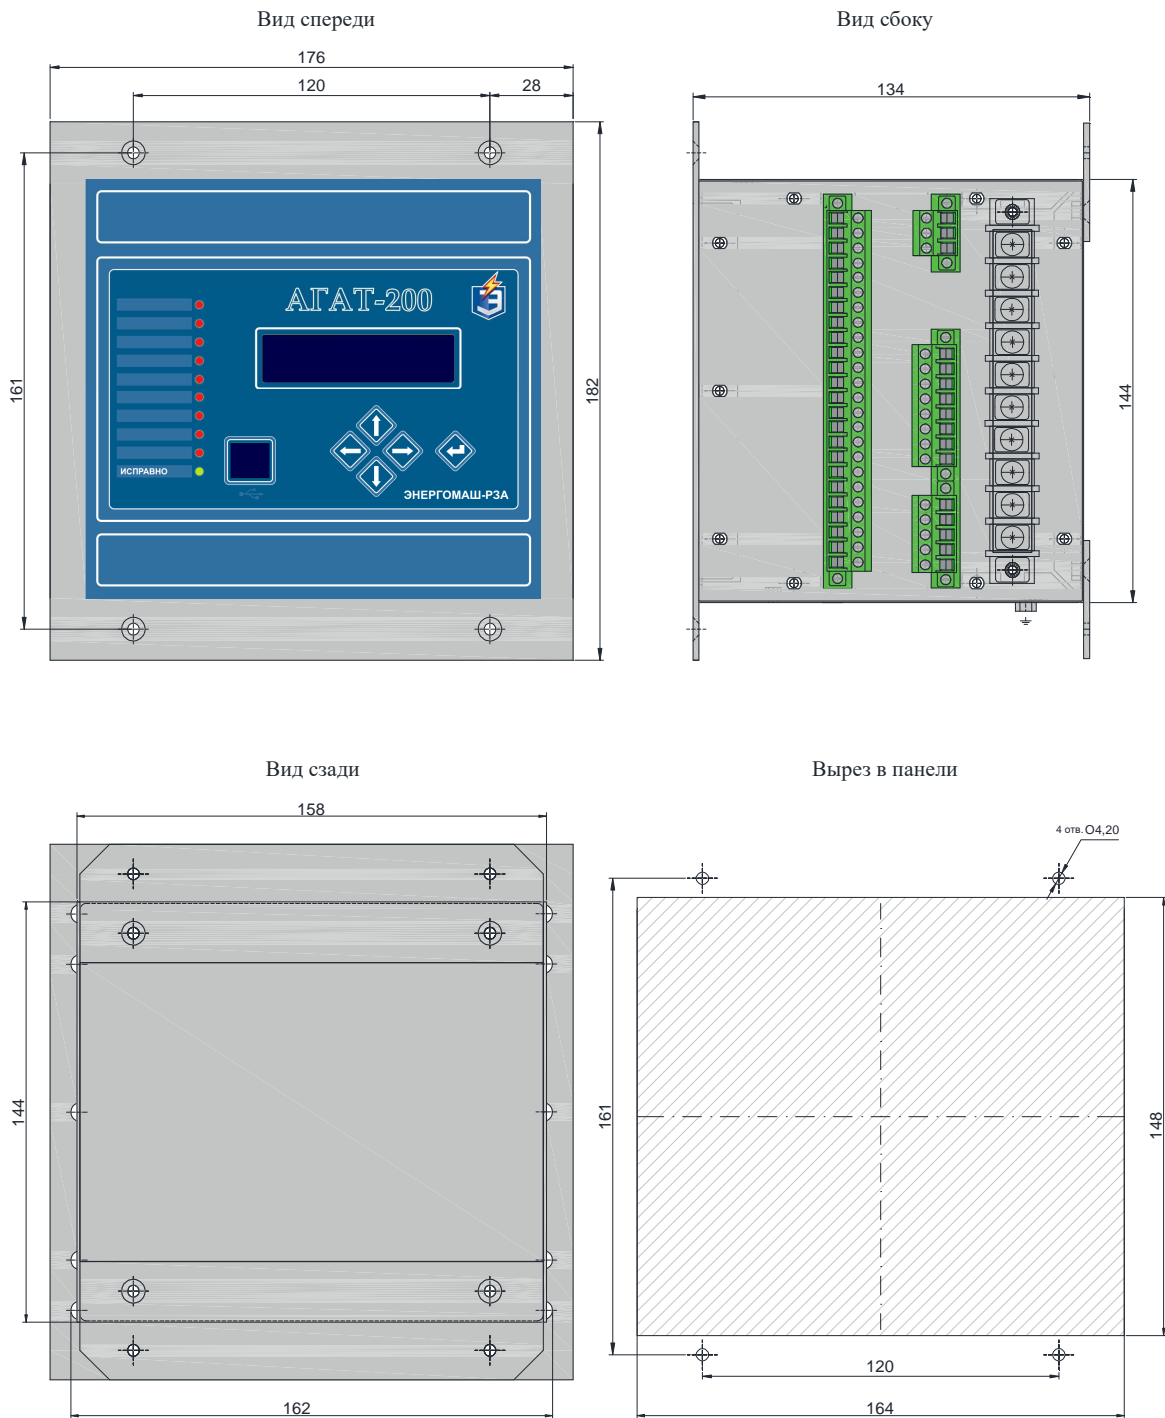 Вид спереди
Вид сбоку
176
120
28
134
161
182
144
АГАТ-200
Э
ИСПРАВНО
ЭНЕРГОМАШ-РЗА
Вид сзади
Вырез в панели
158
4 отв. O4,20
144
161
148
162
120
164